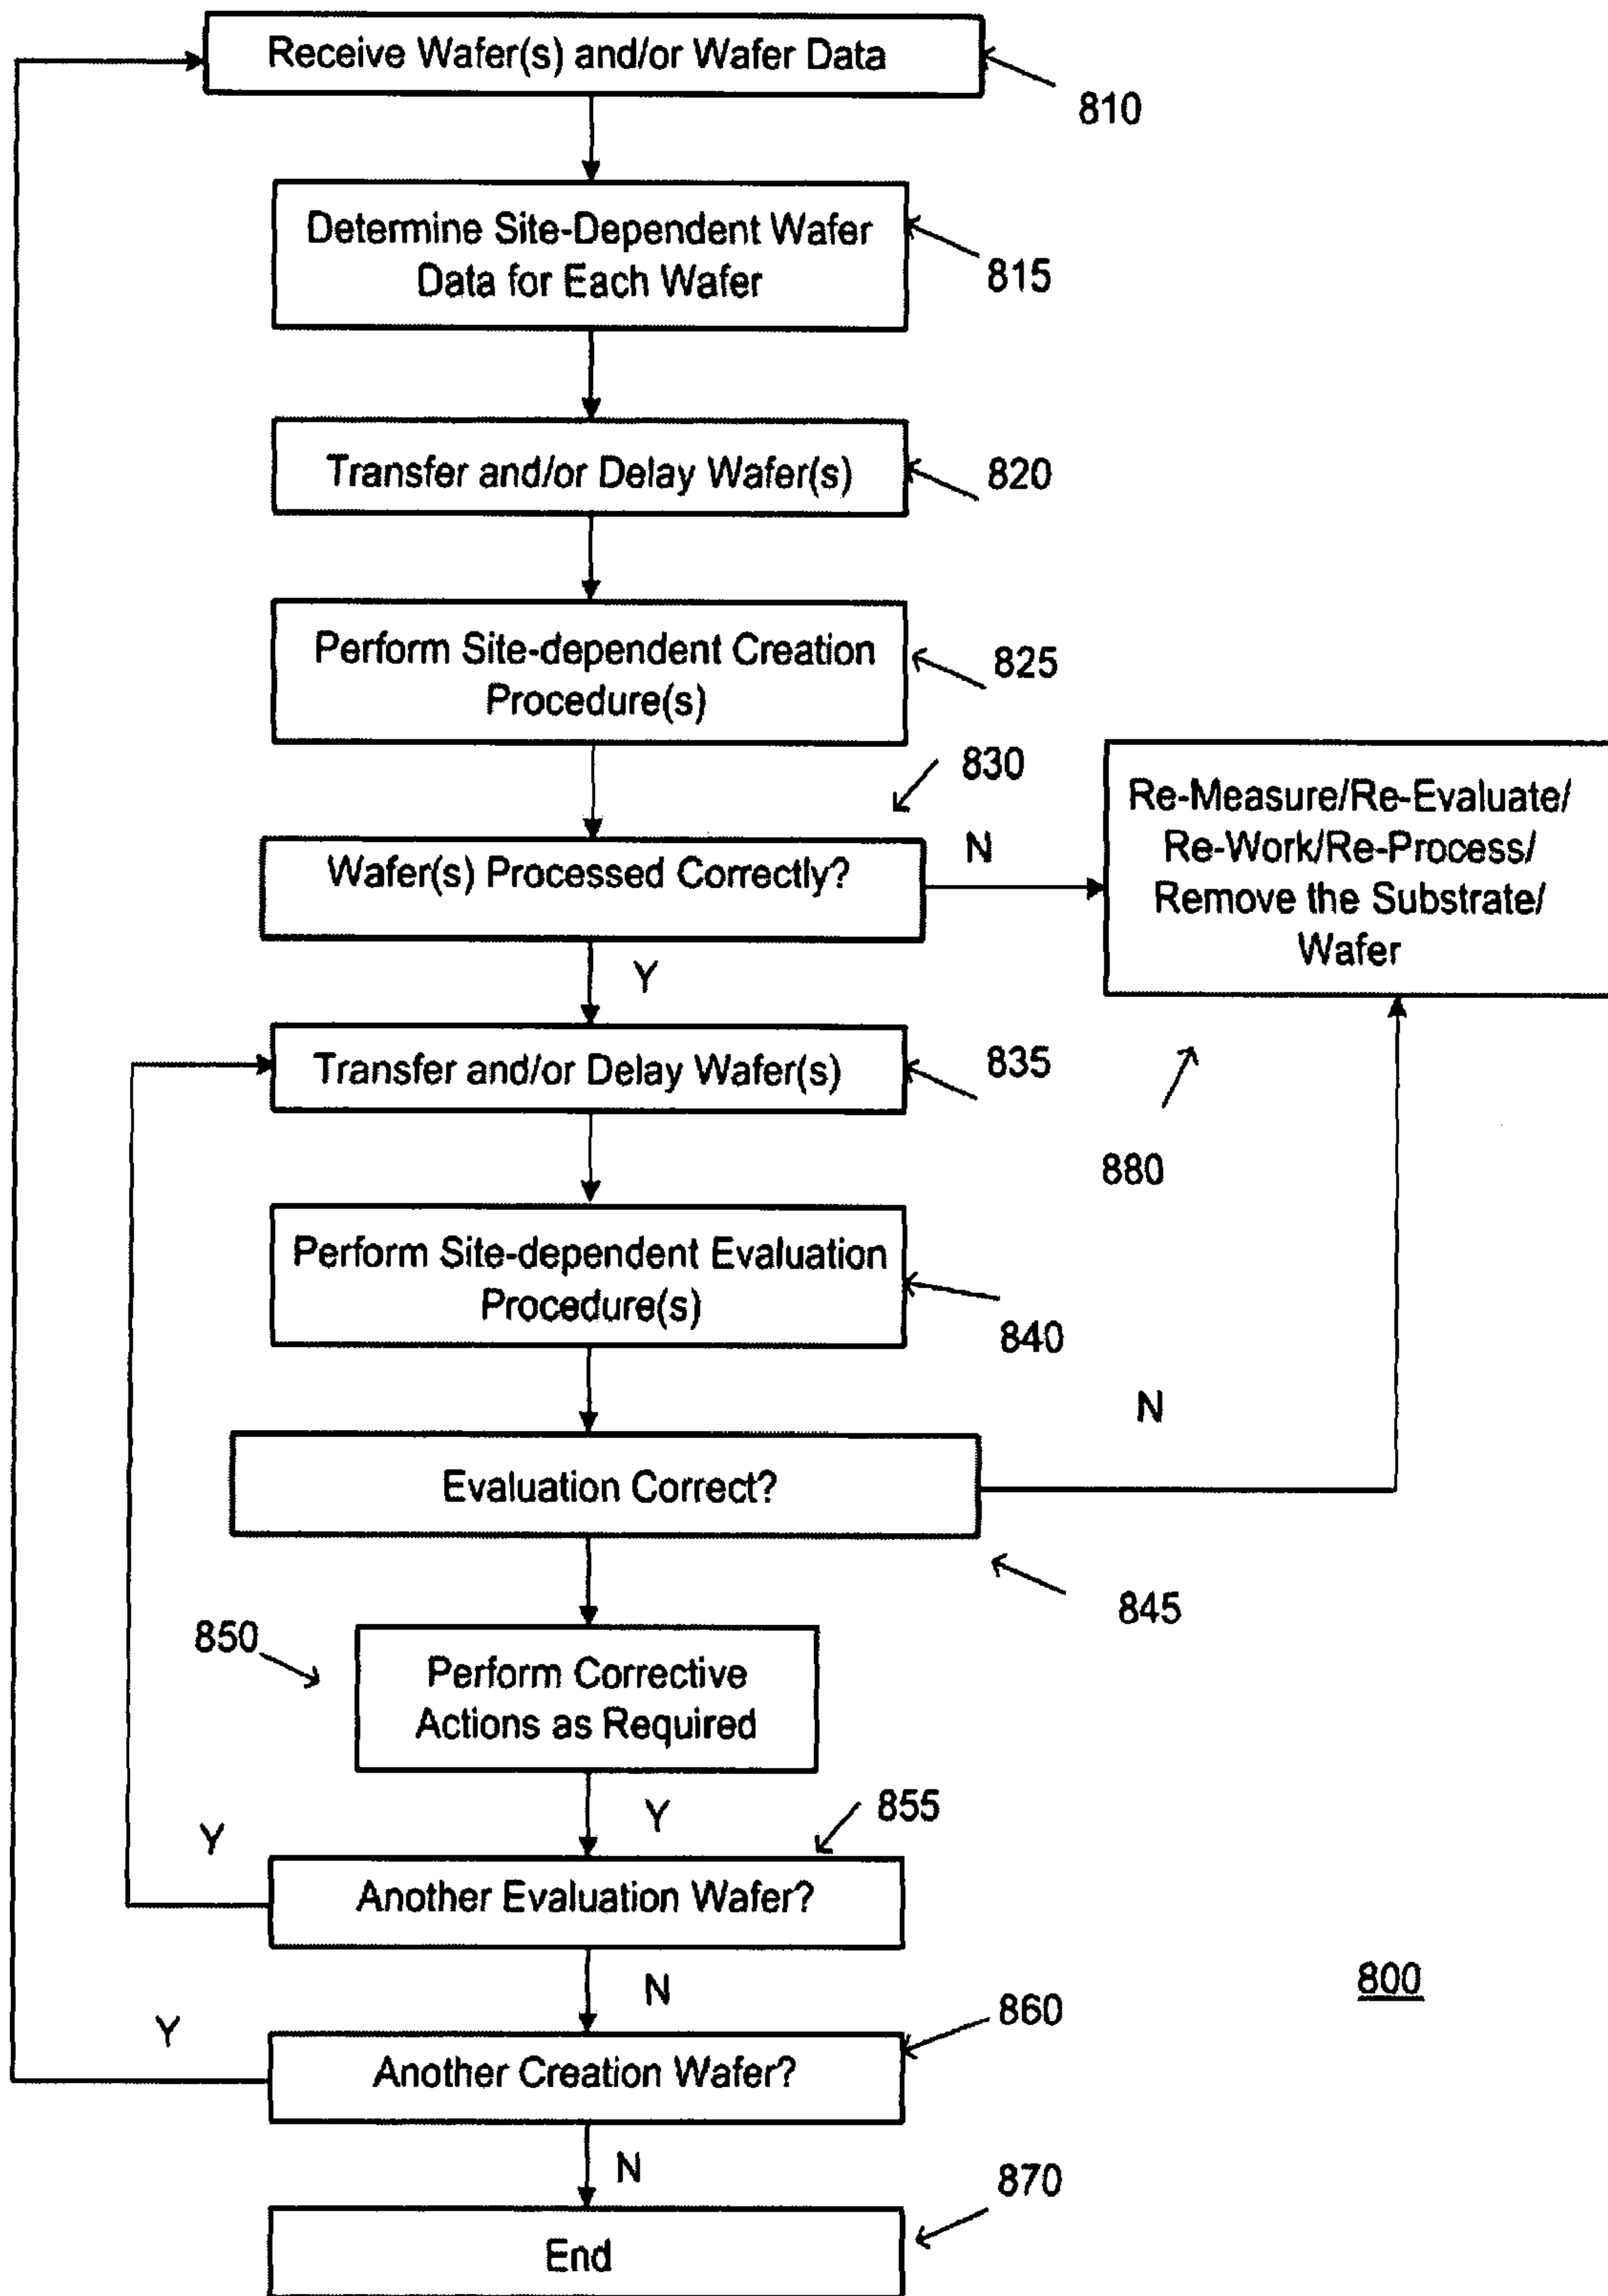 Receive Wafer(s) and/or Wafer Data
810
Determine Site-Dependent Wafer
Data for Each Wafer
815
Transfer and/or Delay Wafer(s)
820
Perform Site-dependent Creation
Procedure(s)
825
830
Wafer(s) Processed Correctly?
N
Re-Measure/Re-Evaluate/
Re-Work/Re-Process/
Remove the Substrate/
Wafer
880
Y
Transfer and/or Delay Wafer(s)
835
Perform Site-dependent Evaluation
Procedure(s)
840
N
Evaluation Correct?
845
850
Perform Corrective
Actions as Required
Y
855
Y
Another Evaluation Wafer?
N
800
860
Y
Another Creation Wafer?
N
870
End